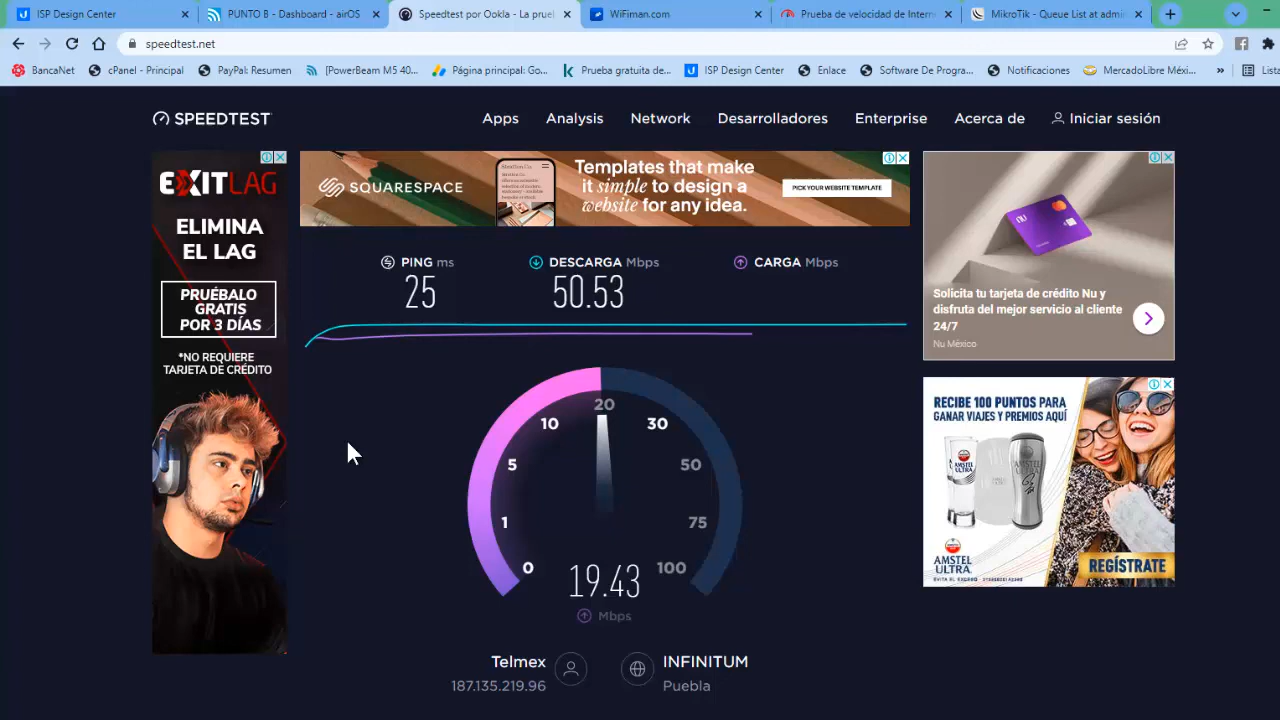 ISP Design Center
PUNTO B - Dashboard - airOS
Speedtest por Ookla - La prue
WiFiman.com
Prueba de velocidad de Intern
MikroTik - Queue List at admin
speedtest.net
BancaNet
cPanel - Principal
PayPal: Resumen
[PowerBeam M5 40...
Página principal: Go...
Prueba gratuita de...
ISP Design Center
Enlace
Software De Progra...
Notificaciones
MercadoLibre Méxi...
»
Lista
SPEEDTEST
Apps
Analysis
Network
Desarrolladores
Enterprise
Acerca de
Iniciar sesión
EXITLAG
ELIMINA
EL LAG
PRUÉBALO
GRATIS
POR 3 DÍAS
*NO REQUIERE
TARJETA DE CRÉDITO
SQUARESPACE
Templates that make
it simple to design a
website for any idea.
PICK YOUR WEBSITE TEMPLATE
PING ms
25
DESCARGA Mbps
50.53
CARGA Mbps
0
1
5
10
20
30
50
75
100
19.43
Mbps
Telmex
187.135.219.96
INFINITUM
Puebla
nu
Solicita tu tarjeta de crédito Nu y
disfruta del mejor servicio al cliente
24/7
Nu México
RECIBE 100 PUNTOS PARA
GANAR VIAJES Y PREMIOS AQUÍ
AMSTEL
ULTRA
REGÍSTRATE